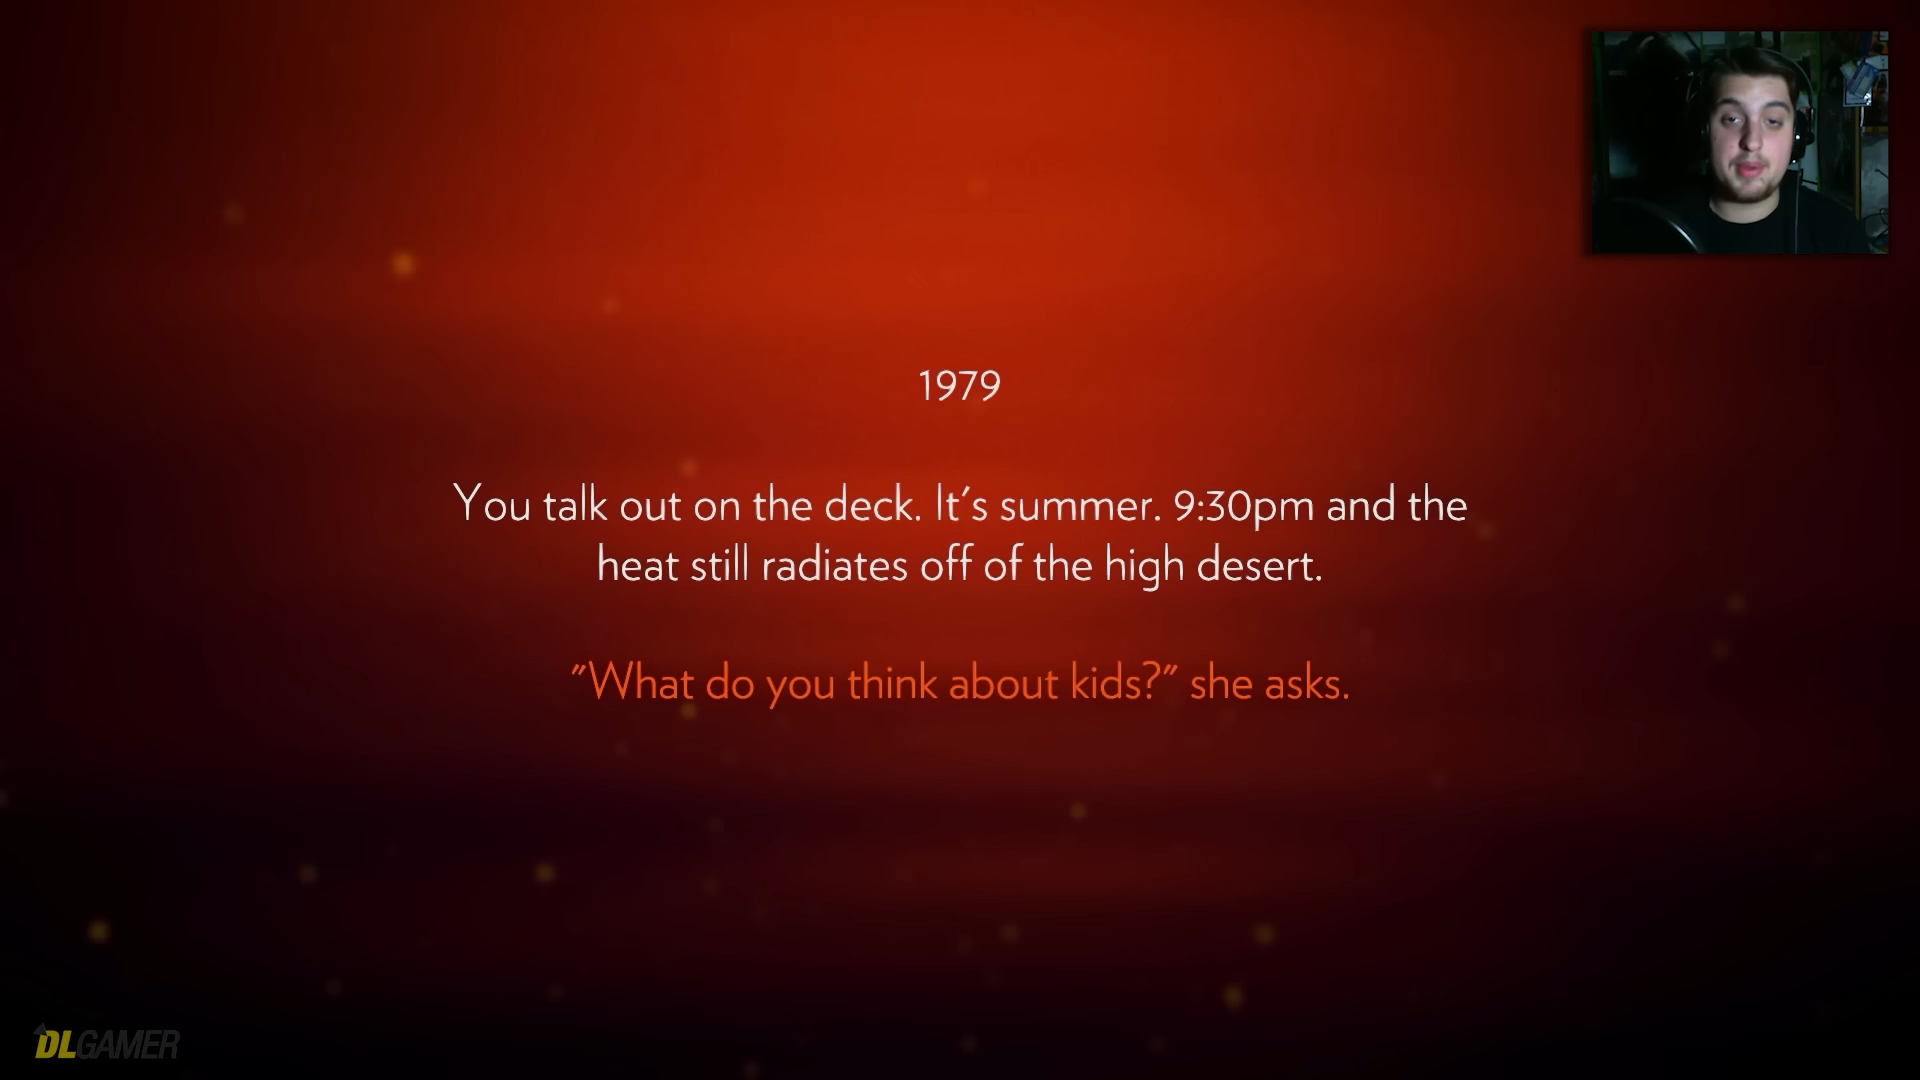 1979
You talk out on the deck. It's summer. 9:30pm and the
heat still radiates off of the high desert.
"What do you think about kids?" she asks.
DLGAMER